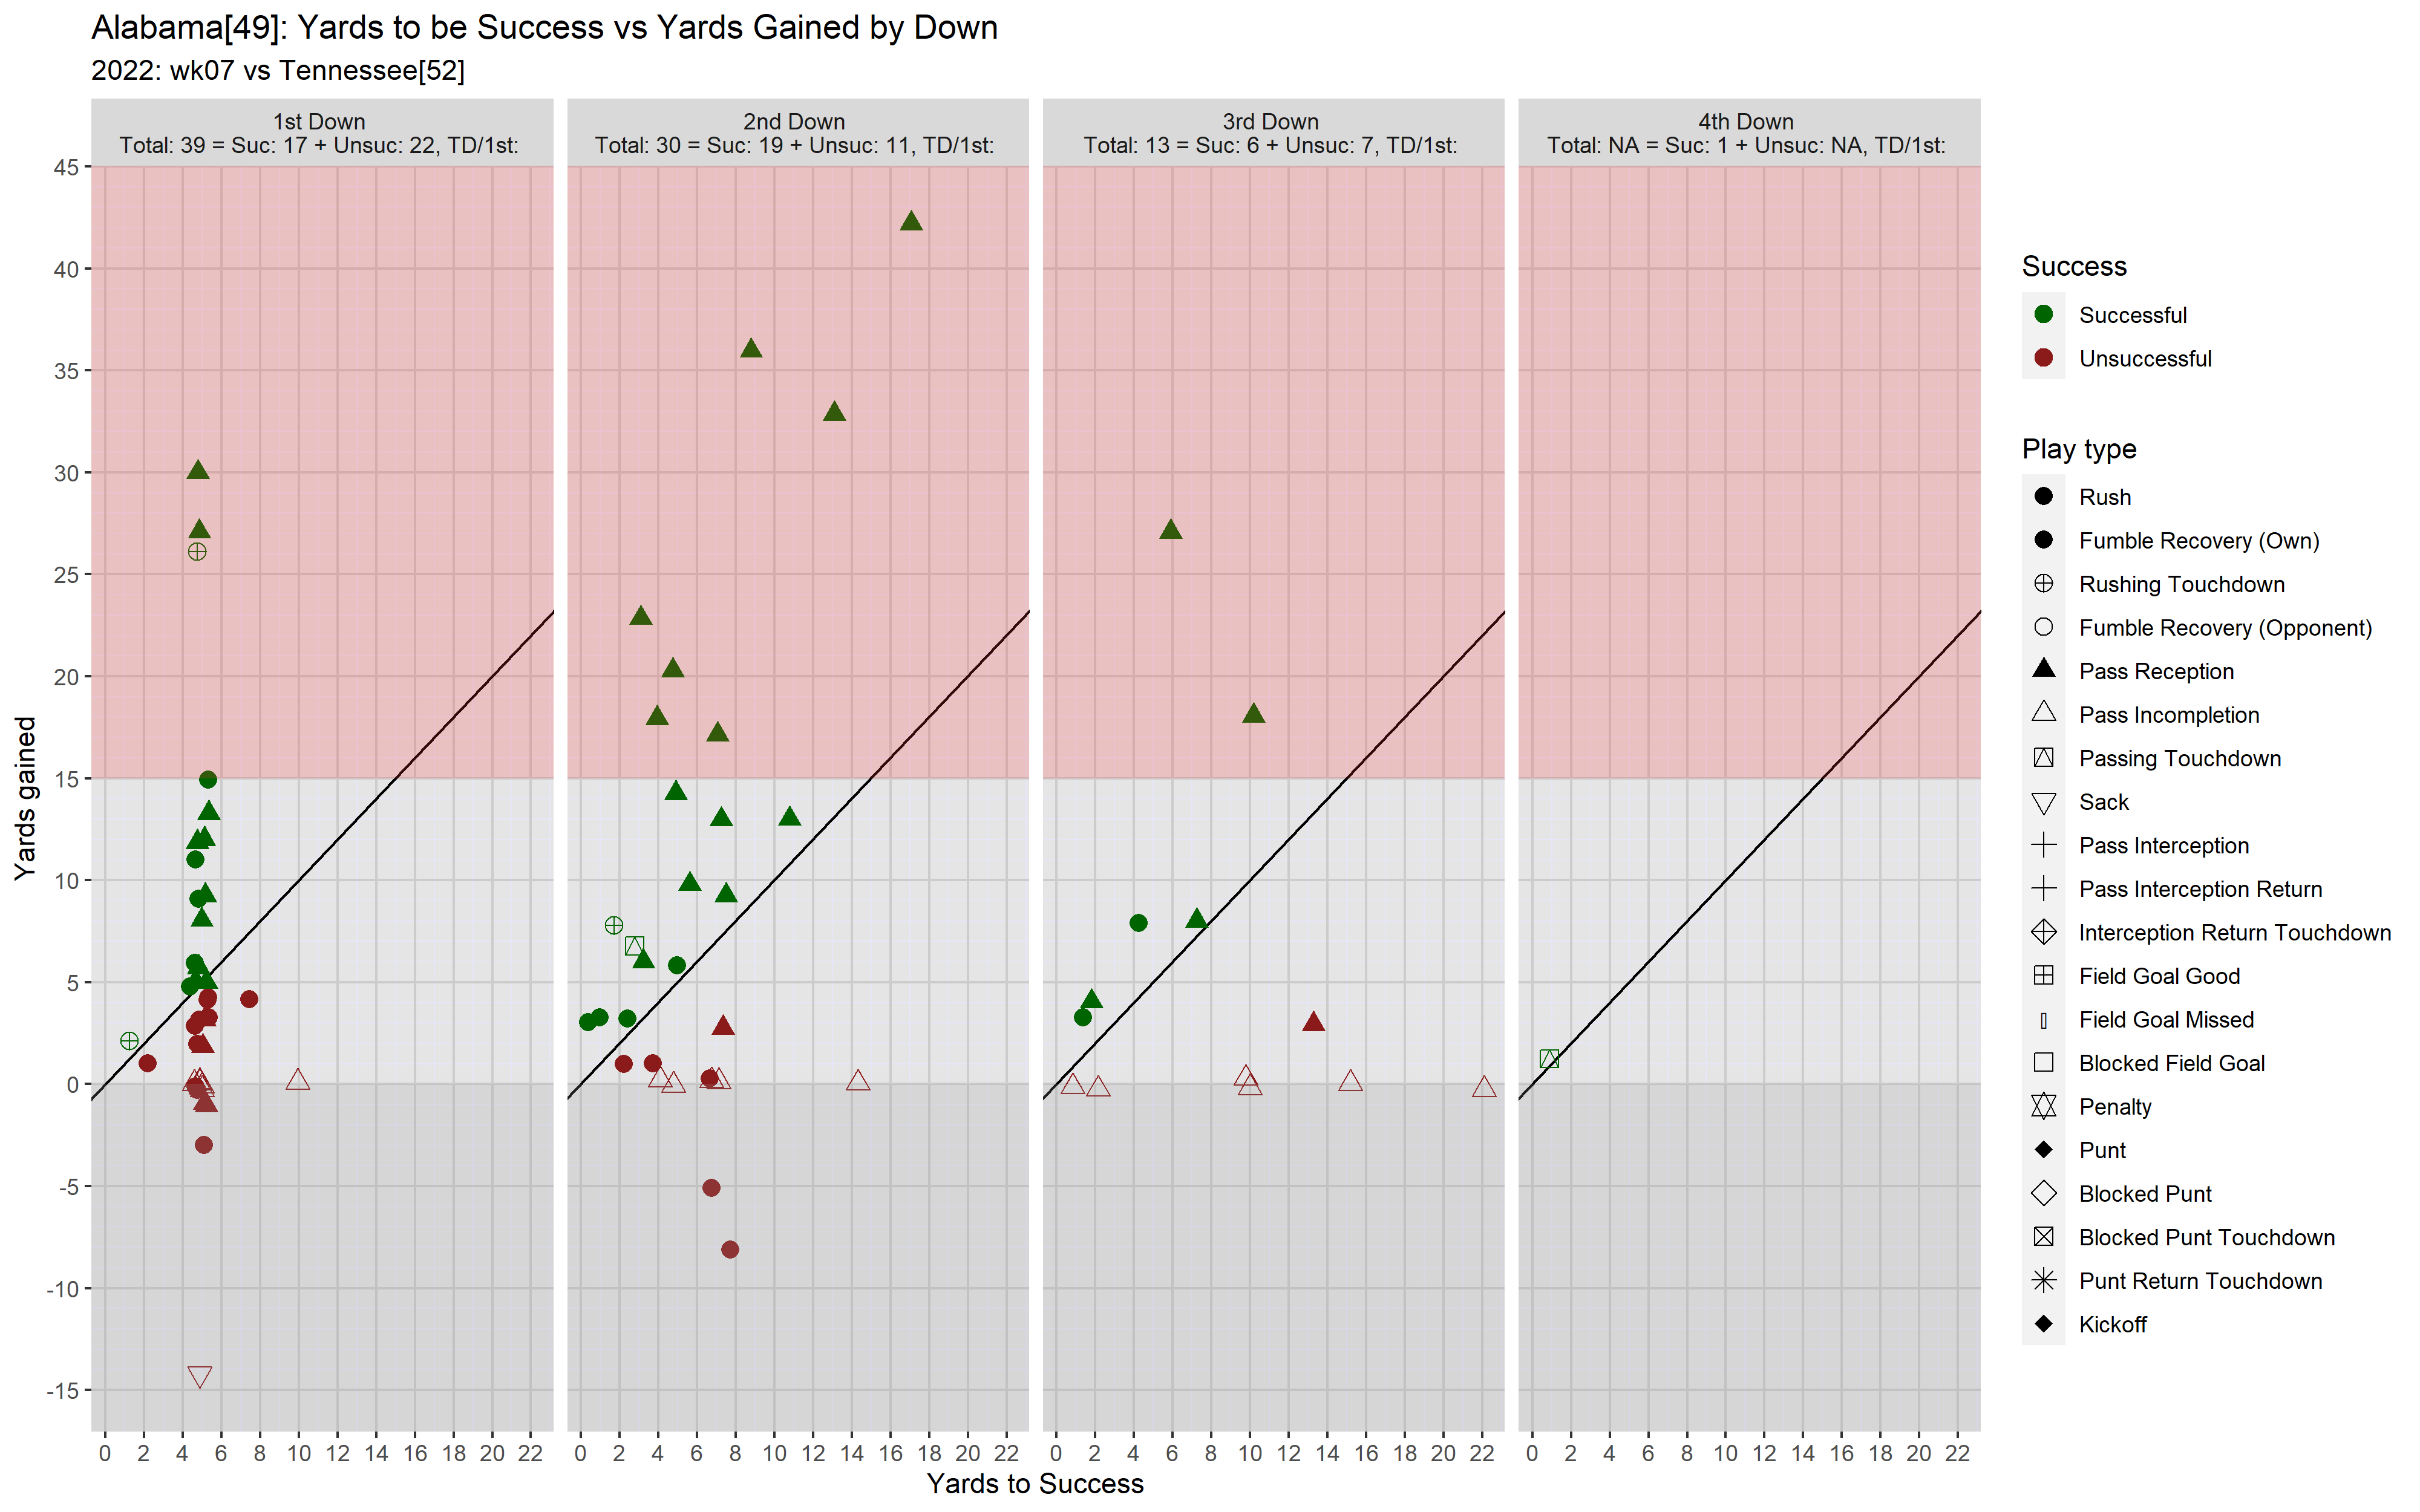 Alabama[49]: Yards to be Success vs Yards Gained by Down
2022: wk07 vs Tennessee[52]
1st Down
Total: 39 = Suc: 17 + Unsuc: 22, TD/1st:
2nd Down
Total: 30 = Suc: 19 + Unsuc: 11, TD/1st:
3rd Down
Total: 13 = Suc: 6 + Unsuc: 7, TD/1st:
4th Down
Total: NA = Suc: 1 + Unsuc: NA, TD/1st:
45
40
35
30
25
20
15
10
5
0
-5
-10
-15
Yards gained
0 2 4 6 8 10 12 14 16 18 20 22
0 2 4 6 8 10 12 14 16 18 20 22
0 2 4 6 8 10 12 14 16 18 20 22
0 2 4 6 8 10 12 14 16 18 20 22
Yards to Success
Success
Successful
Unsuccessful
Play type
Rush
Fumble Recovery (Own)
Rushing Touchdown
Fumble Recovery (Opponent)
Pass Reception
Pass Incompletion
Passing Touchdown
Sack
Pass Interception
Pass Interception Return
Interception Return Touchdown
Field Goal Good
Field Goal Missed
Blocked Field Goal
Penalty
Punt
Blocked Punt
Blocked Punt Touchdown
Punt Return Touchdown
Kickoff